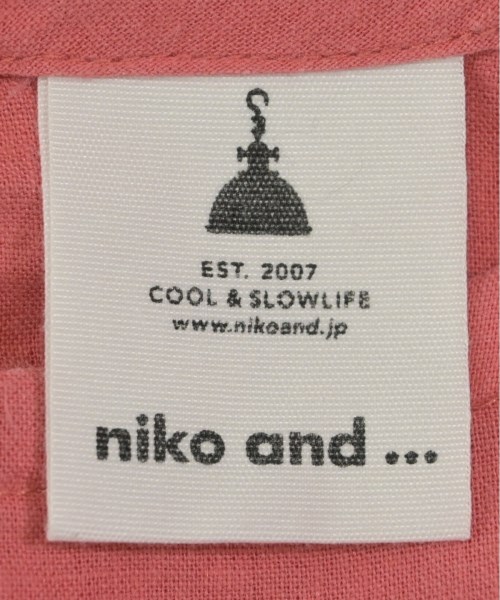 EST. 2007
COOL & SLOWLIFE
www.nikoand.jp
niko and ...